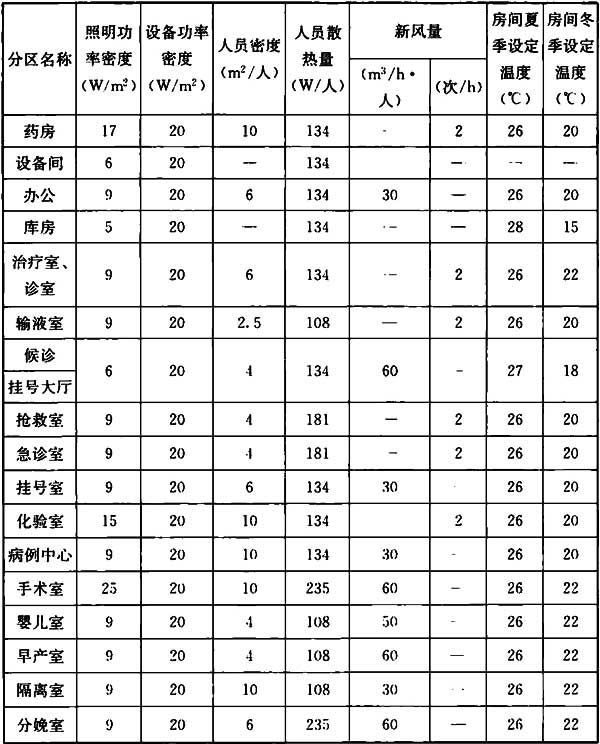 分区名称 照明功率密度(W/m²) 设备功率密度(W/m²) 人员密度(m²/人) 人员散热量(W/人) 新风量 (m³/h·人) (次/h) 房间夏季设定温度(℃) 房间冬季设定温度(℃)
药房 17 20 10 134 - 2 26 20
设备间 6 20 — 134 — — —
办公 9 20 6 134 30 — 26 20
库房 5 20 — 134 — — 28 15
治疗室、诊室 9 20 6 134 — 2 26 22
输液室 9 20 2.5 108 — 2 26 20
候诊 6 20 4 134 60 - 27 18
挂号大厅
抢救室 9 20 4 181 — 2 26 20
急诊室 9 20 4 181 — 2 26 20
挂号室 9 20 6 134 30 - 26 20
化验室 15 20 10 134 2 26 20
病例中心 9 20 10 134 30 - 26 20
手术室 25 20 10 235 60 — 26 22
婴儿室 9 20 4 108 50 - 26 22
早产室 9 20 4 108 60 — 26 22
隔离室 9 20 10 108 30 - 26 22
分娩室 9 20 6 235 60 — 26 22